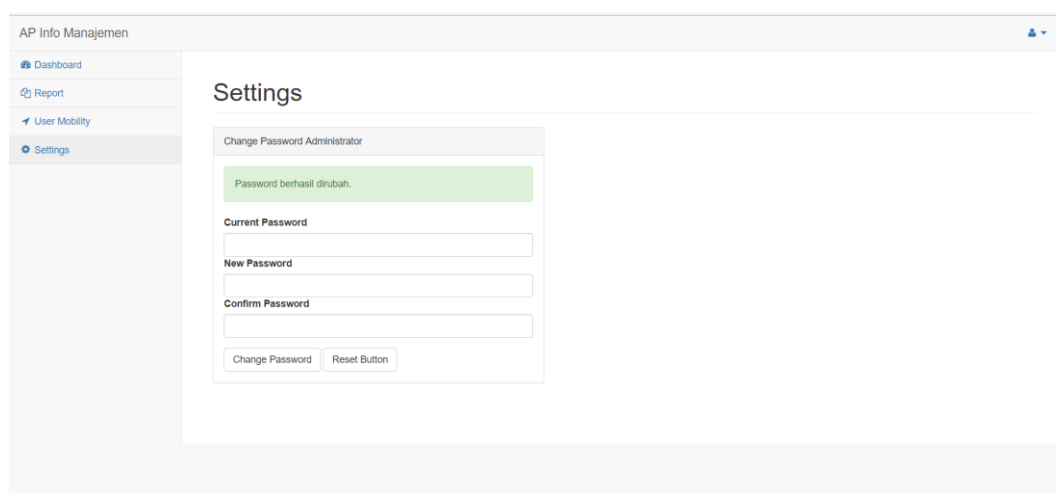 AP Info Manajemen
Dashboard
Report
User Mobility
Settings
Settings
Change Password Administrator
Password berhasil dirubah.
Current Password
New Password
Confirm Password
Change Password
Reset Button